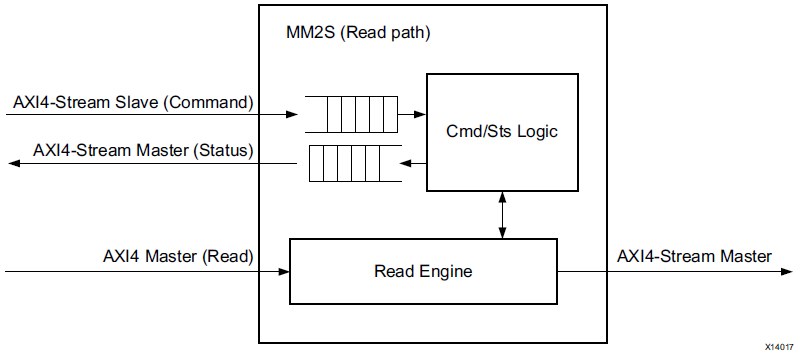 MM2S (Read path)
AXI4-Stream Slave (Command)
Cmd/Sts Logic
AXI4-Stream Master (Status)
AXI4 Master (Read)
Read Engine
AXI4-Stream Master
X14017